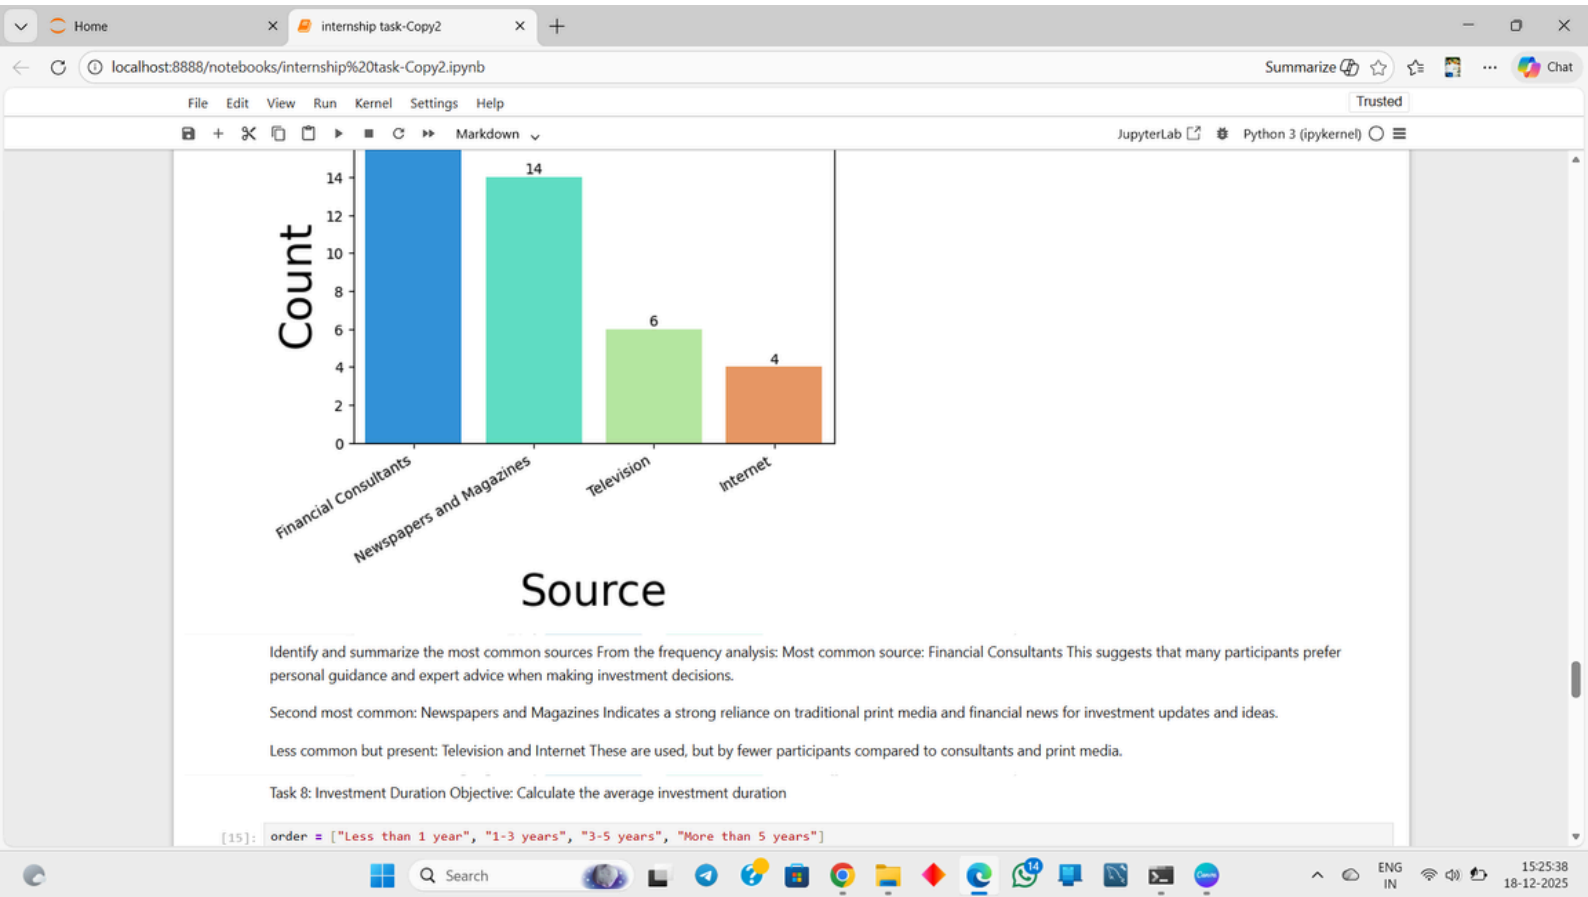 Home
internship task-Copy2
localhost:8888/notebooks/internship%20task-Copy2.ipynb
Summarize
Chat
File Edit View Run Kernel Settings Help
Trusted
Markdown
JupyterLab
Python 3 (ipykernel)
14
14
12
10
8
6
6
4
4
2
0
Count
Financial Consultants
Newspapers and Magazines
Television
Internet
Source
Identify and summarize the most common sources From the frequency analysis: Most common source: Financial Consultants This suggests that many participants prefer
personal guidance and expert advice when making investment decisions.
Second most common: Newspapers and Magazines Indicates a strong reliance on traditional print media and financial news for investment updates and ideas.
Less common but present: Television and Internet These are used, but by fewer participants compared to consultants and print media.
Task 8: Investment Duration Objective: Calculate the average investment duration
[15]: order = ["Less than 1 year", "1-3 years", "3-5 years", "More than 5 years"]
Search
14
Canva
ENG
IN
15:25:38
18-12-2025